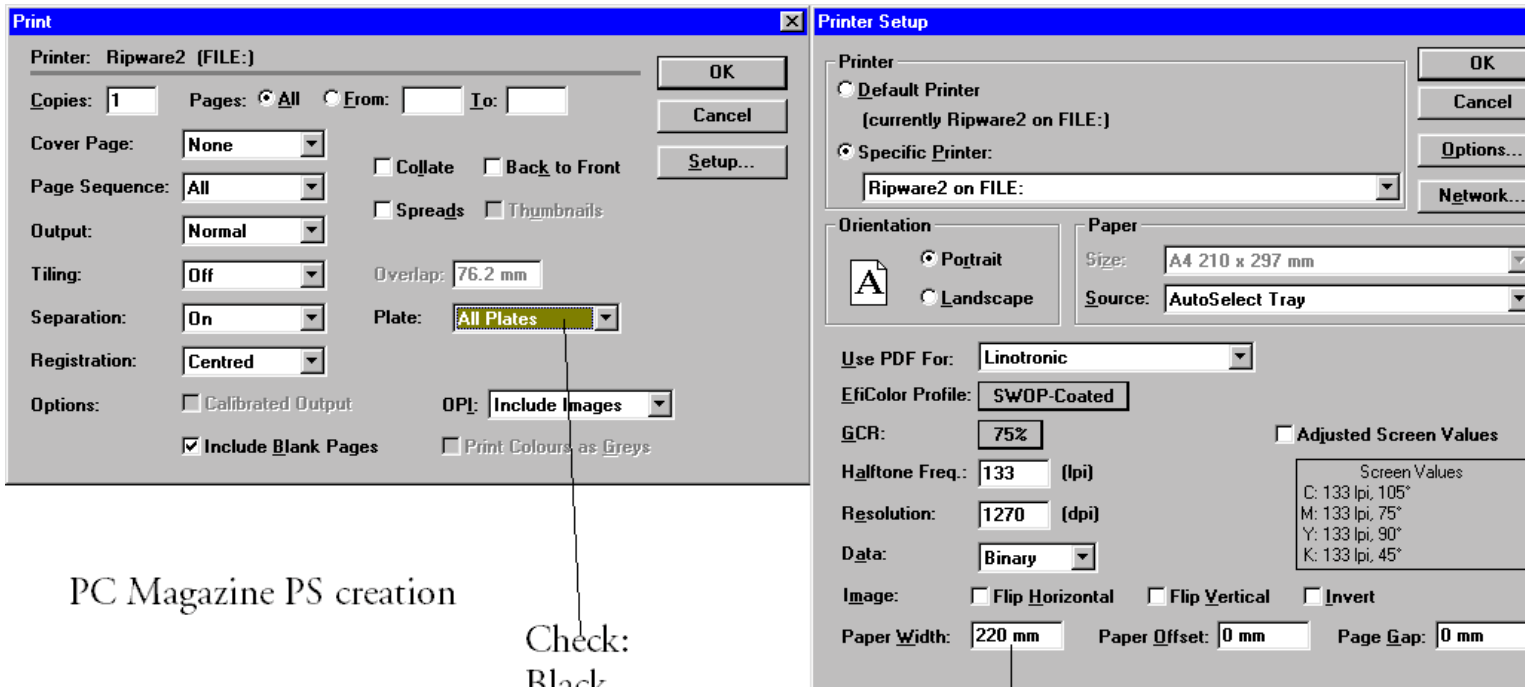 Print
Printer: Ripware2 (FILE:)
OK
Copies: 1 Pages: All From: To:
Cancel
Cover Page: None
Collate Back to Front
Setup...
Page Sequence: All
Spreads Thumbnails
Output: Normal
Tiling: Off Overlap: 76.2 mm
Separation: On Plate: All Plates
Registration: Centred
Options: Calibrated Output OPI: Include Images
Include Blank Pages Print Colours as Greys
PC Magazine PS creation
Check:
Black
Printer Setup
Printer
OK
Default Printer
(currently Ripware2 on FILE:)
Cancel
Specific Printer:
Options...
Ripware2 on FILE:
Network...
Orientation
Paper
A
Portrait
Landscape
Size: A4 210 x 297 mm
Source: AutoSelect Tray
Use PDF For: Linotronic
EfiColor Profile: SWOP-Coated
GCR: 75%
Adjusted Screen Values
Halftone Freq.: 133 (lpi)
Resolution: 1270 (dpi)
Data: Binary
Screen Values
C: 133 lpi, 105°
M: 133 lpi, 75°
Y: 133 lpi, 90°
K: 133 lpi, 45°
Image: Flip Horizontal Flip Vertical Invert
Paper Width: 220 mm Paper Offset: 0 mm Page Gap: 0 mm